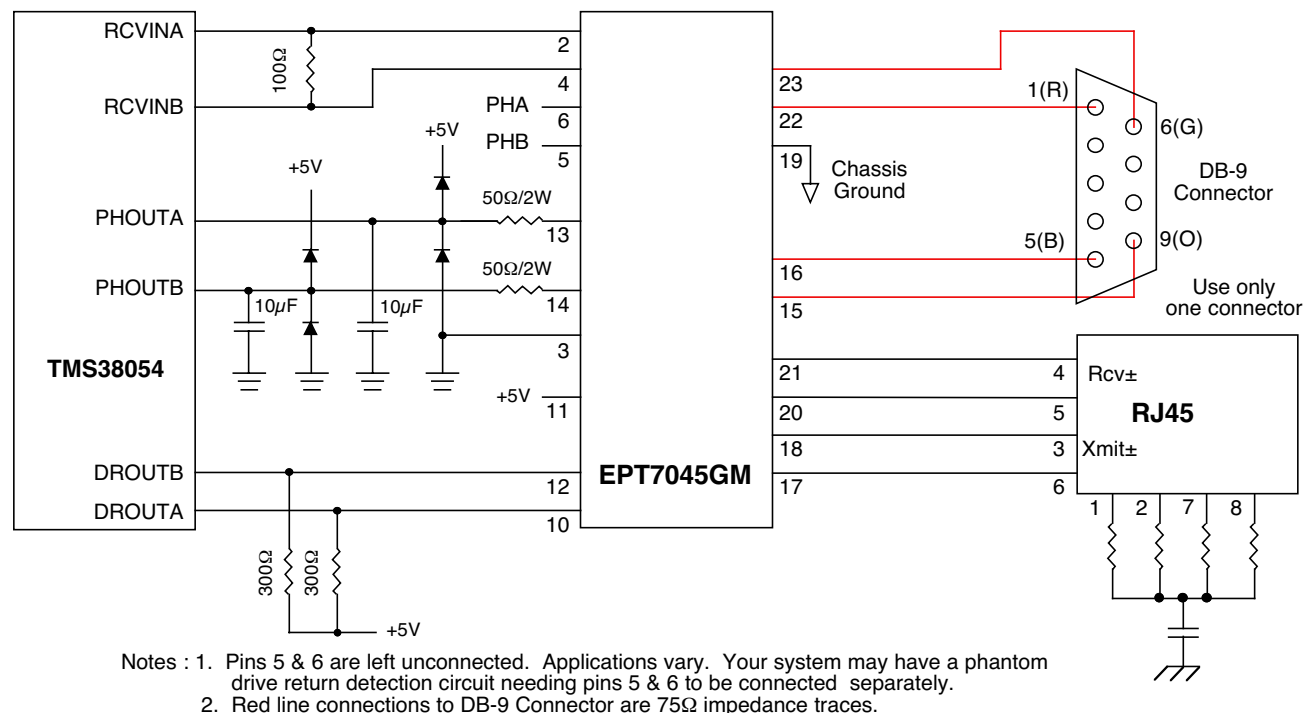 RCVINA
100Ω
RCVINB
2
4
PHA
6
PHB
5
+5V
+5V
PHOUTA
50Ω/2W
13
PHOUTB
50Ω/2W
14
10µF
10µF
3
TMS38054
+5V
11
DROUTB
12
DROUTA
10
300Ω
300Ω
+5V
EPT7045GM
23
22
19
Chassis
Ground
16
15
21
20
18
17
1(R)
6(G)
DB-9
Connector
5(B)
9(O)
Use only
one connector
4 Rcv±
5
RJ45
3 Xmit±
6
1 2 7 8
Notes : 1. Pins 5 & 6 are left unconnected. Applications vary. Your system may have a phantom
drive return detection circuit needing pins 5 & 6 to be connected separately.
2. Red line connections to DB-9 Connector are 75Ω impedance traces.